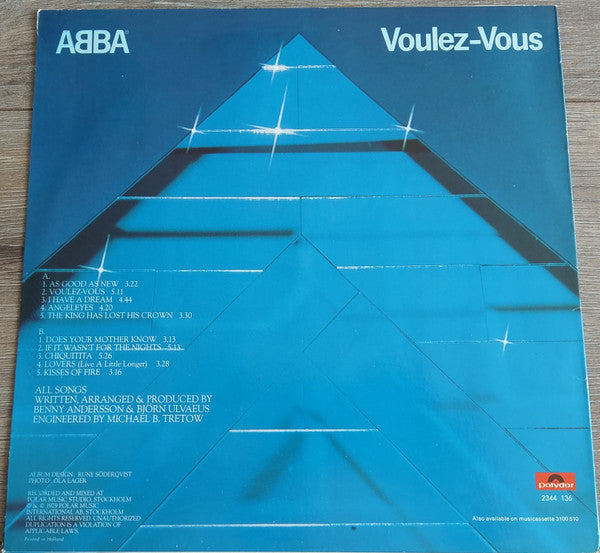 ABBA
Voulez-Vous
A.
1. AS GOOD AS NEW 3.22
2. VOULEZ-VOUS 5.11
3. I HAVE A DREAM 4.44
4. ANGELEYES 4.20
5. THE KING HAS LOST HIS CROWN 3.30
B.
1. DOES YOUR MOTHER KNOW 3.13
2. IF IT WASN'T FOR THE NIGHTS 5.13
3. CHIQUITITA 5.26
4. LOVERS (Live A Little Longer) 3.28
5. KISSES OF FIRE 3.16
ALL SONGS
WRITTEN, ARRANGED & PRODUCED BY
BENNY ANDERSSON & BJÖRN ULVAEUS
ENGINEERED BY MICHAEL B. TRETOW
ALBUM DESIGN: RUNE SÖDERQVIST
PHOTO: OLA LAGER
RECORDED AND MIXED AT
POLAR MUSIC STUDIO, STOCKHOLM
℗ & © 1979 POLAR MUSIC
INTERNATIONAL AB, STOCKHOLM
ALL RIGHTS RESERVED. UNAUTHORIZED
DUPLICATION IS A VIOLATION OF
APPLICABLE LAWS.
Printed in Holland
polydor
2344 136
Also available on musicassette 3100 510